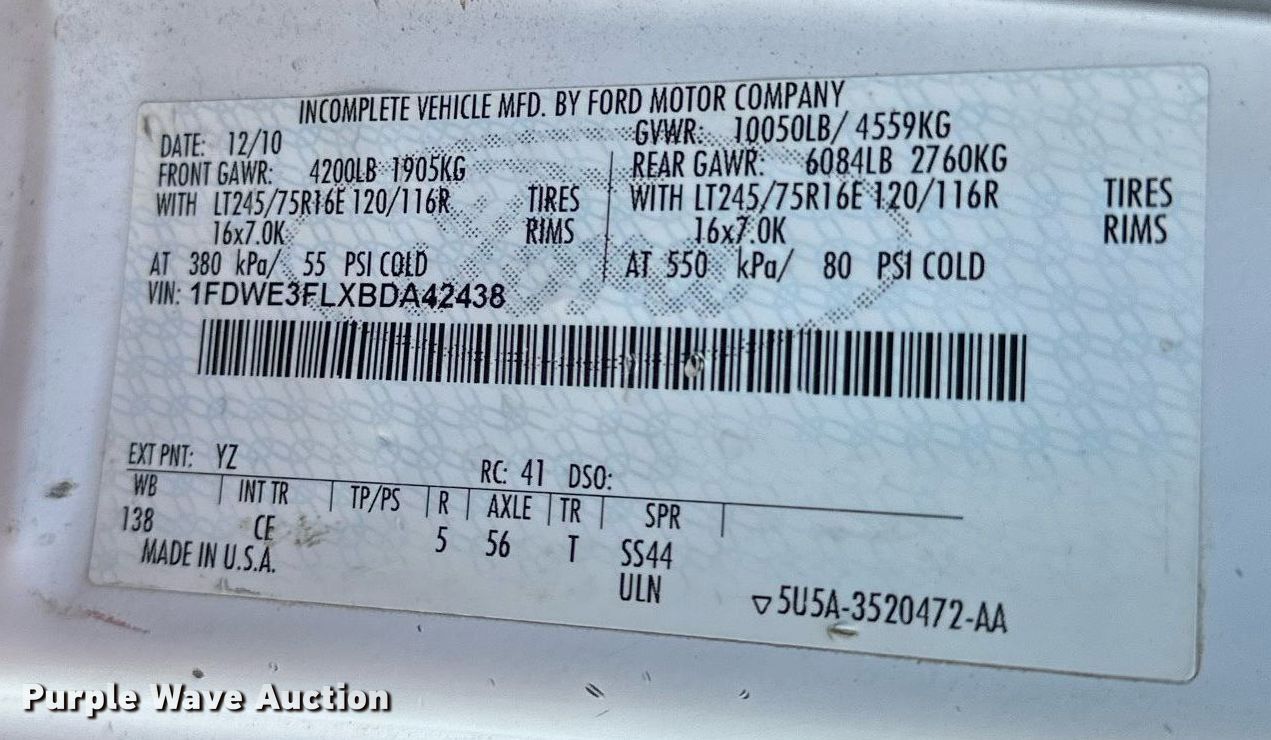 INCOMPLETE VEHICLE MFD. BY FORD MOTOR COMPANY
DATE: 12/10 GVWR: 10050LB/ 4559KG
FRONT GAWR: 4200LB 1905KG REAR GAWR: 6084LB 2760KG
WITH LT245/75R16E 120/116R TIRES WITH LT245/75R16E 120/116R TIRES
16x7.0K RIMS 16x7.0K RIMS
AT 380 kPa/ 55 PSI COLD AT 550 kPa/ 80 PSI COLD
VIN: 1FDWE3FLXBDA42438
EXT PNT: YZ RC: 41 DSO:
WB INT TR TP/PS R AXLE TR SPR
138 CE 5 56 T SS44
MADE IN U.S.A. ULN
▽5U5A-3520472-AA
Purple Wave Auction